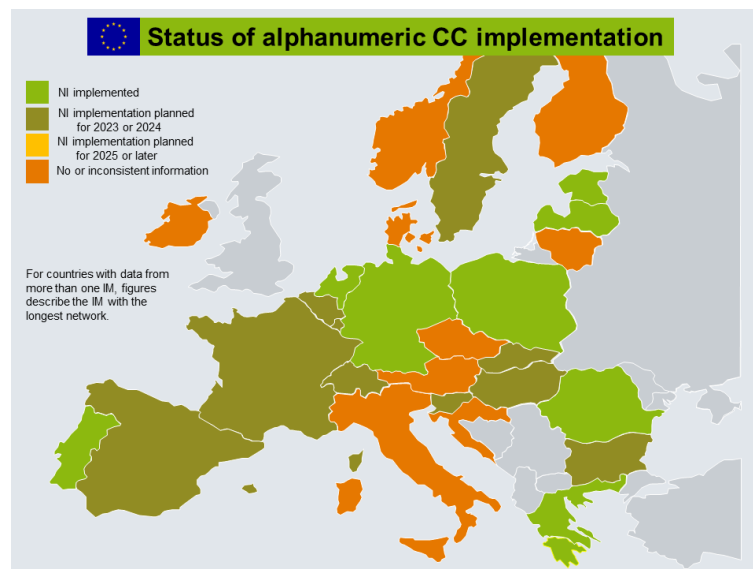 Status of alphanumeric CC implementation
NI implemented
NI implementation planned
for 2023 or 2024
NI implementation planned
for 2025 or later
No or inconsistent information
For countries with data from
more than one IM, figures
describe the IM with the
longest network.